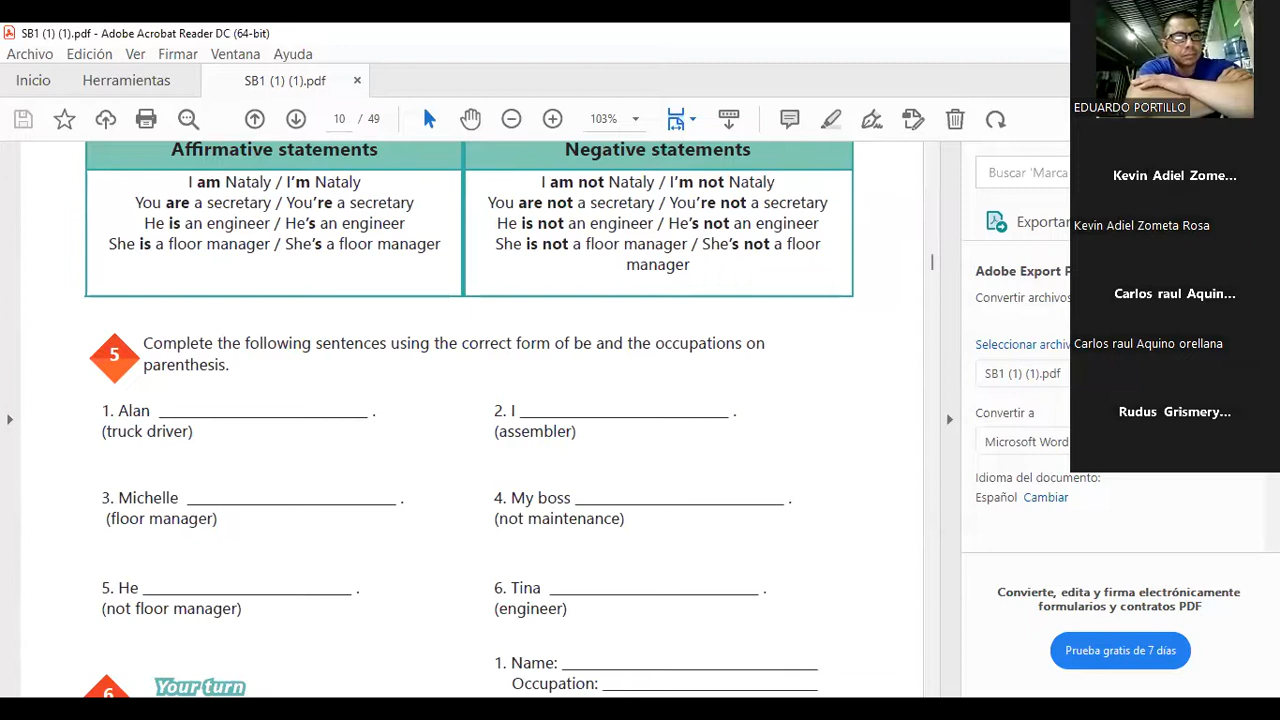 SB1 (1) (1).pdf - Adobe Acrobat Reader DC (64-bit)
Archivo Edición Ver Firmar Ventana Ayuda
Inicio Herramientas SB1 (1) (1).pdf ×
10 / 49 103%
Affirmative statements
I am Nataly / I'm Nataly
You are a secretary / You're a secretary
He is an engineer / He's an engineer
She is a floor manager / She's a floor manager
Negative statements
I am not Nataly / I'm not Nataly
You are not a secretary / You're not a secretary
He is not an engineer / He's not an engineer
She is not a floor manager / She's not a floor
manager
5 Complete the following sentences using the correct form of be and the occupations on
parenthesis.
1. Alan ____________________ .
(truck driver)
2. I ____________________ .
(assembler)
3. Michelle ____________________ .
(floor manager)
4. My boss ____________________ .
(not maintenance)
5. He ____________________ .
(not floor manager)
6. Tina ____________________ .
(engineer)
6 Your turn
1. Name: ____________________
Occupation: ____________________
Buscar 'Marca
Exportar
Adobe Export P
Convertir archivos
Seleccionar archi
SB1 (1) (1).pdf
Convertir a
Microsoft Word
Idioma del documento:
Español Cambiar
Convierte, edita y firma electrónicamente
formularios y contratos PDF
Prueba gratis de 7 días
EDUARDO PORTILLO
Kevin Adiel Zome...
Kevin Adiel Zometa Rosa
Carlos raul Aquin...
Carlos raul Aquino orellana
Rudus Grismery...